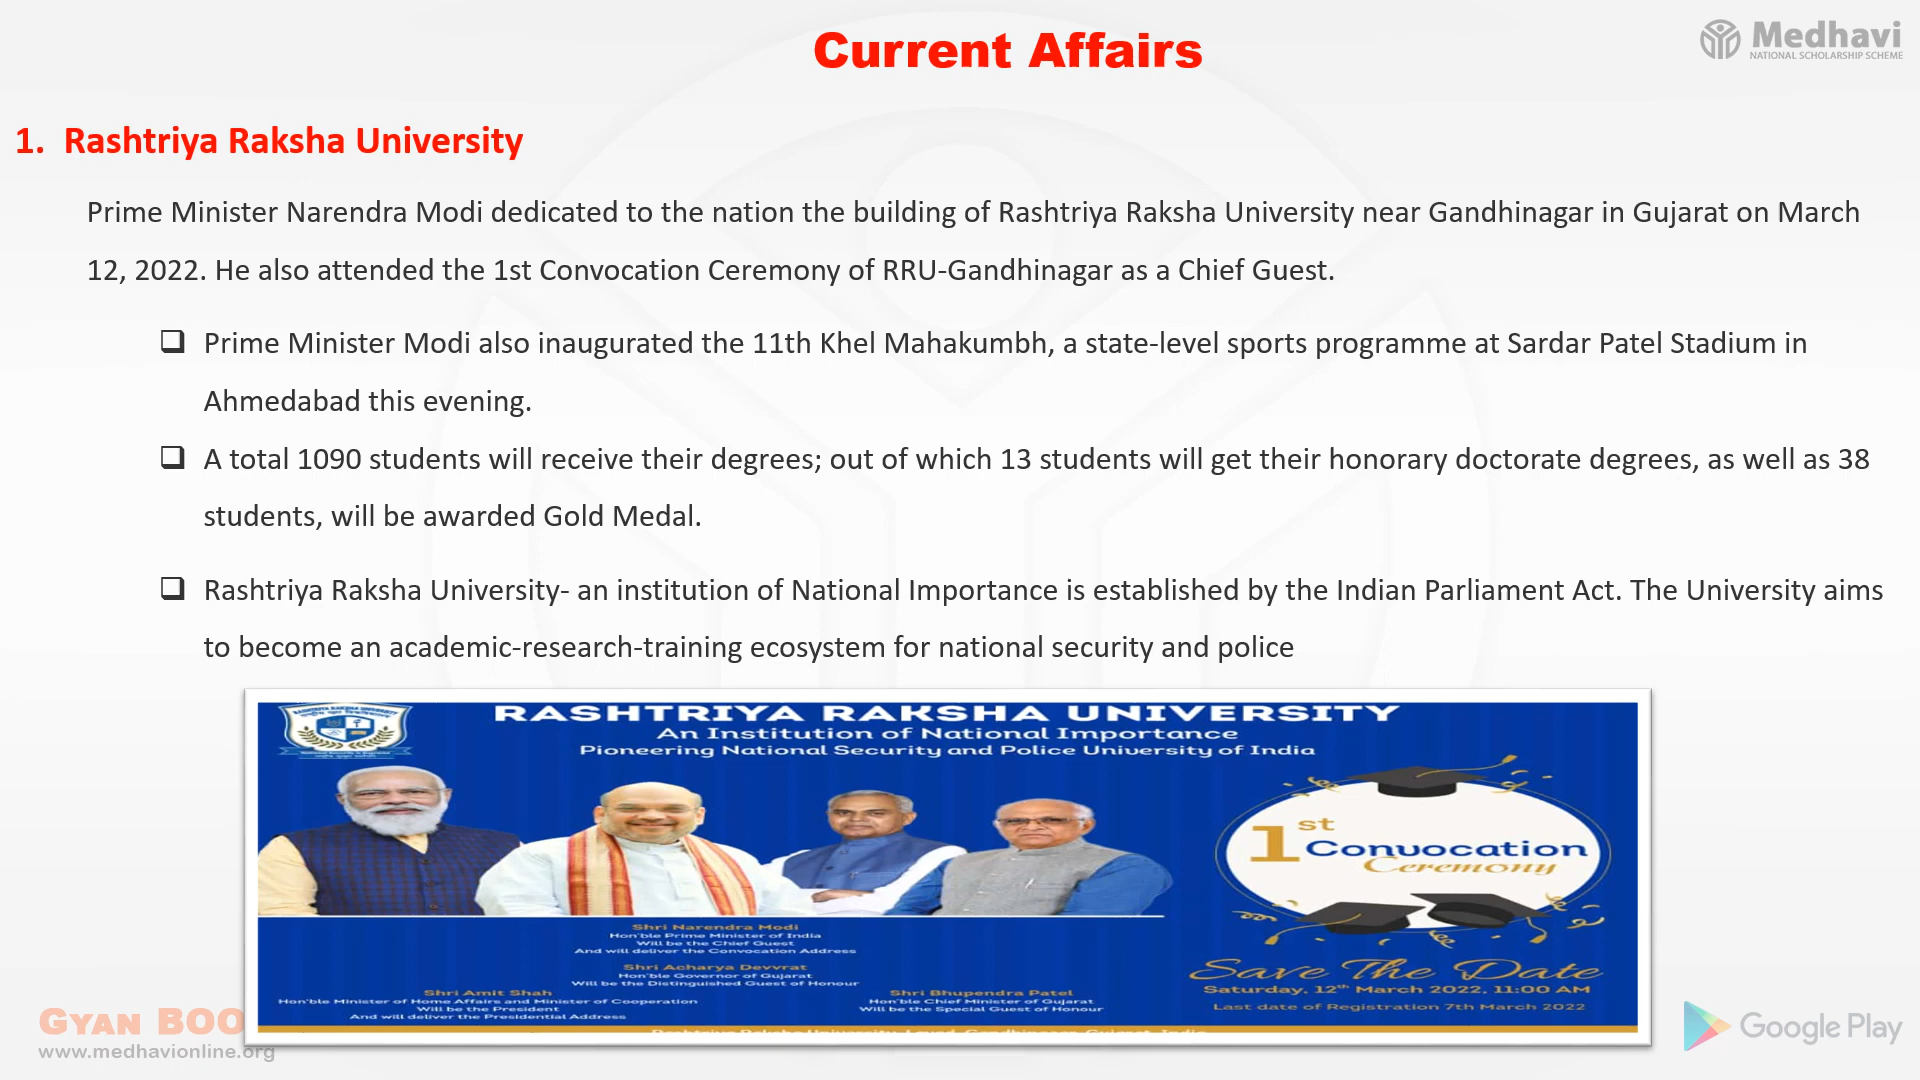 Current Affairs
Medhavi
NATIONAL SCHOLARSHIP SCHEME
1. Rashtriya Raksha University
Prime Minister Narendra Modi dedicated to the nation the building of Rashtriya Raksha University near Gandhinagar in Gujarat on March
12, 2022. He also attended the 1st Convocation Ceremony of RRU-Gandhinagar as a Chief Guest.
Prime Minister Modi also inaugurated the 11th Khel Mahakumbh, a state-level sports programme at Sardar Patel Stadium in
Ahmedabad this evening.
A total 1090 students will receive their degrees; out of which 13 students will get their honorary doctorate degrees, as well as 38
students, will be awarded Gold Medal.
Rashtriya Raksha University- an institution of National Importance is established by the Indian Parliament Act. The University aims
to become an academic-research-training ecosystem for national security and police
RASHTRIYA RAKSHA UNIVERSITY
An Institution of National Importance
Pioneering National Security and Police University of India
1st
Convocation
Ceremony
Shri Narendra Modi
Hon'ble Prime Minister of India
Will be the Chief Guest
And will deliver the Convocation Address
Shri Acharya Devvrat
Hon'ble Governor of Gujarat
Will be the Distinguished Guest of Honour
Shri Amit Shah
Hon'ble Minister of Home Affairs and Minister of Cooperation
Will be the President
And will deliver the Presidential Address
Shri Bhupendra Patel
Hon'ble Chief Minister of Gujarat
Will be the Special Guest of Honour
Save The Date
Saturday, 12th March 2022, 11:00 AM
Last date of Registration 7th March 2022
GYAN BOO
www.medhavionline.org
Google Play